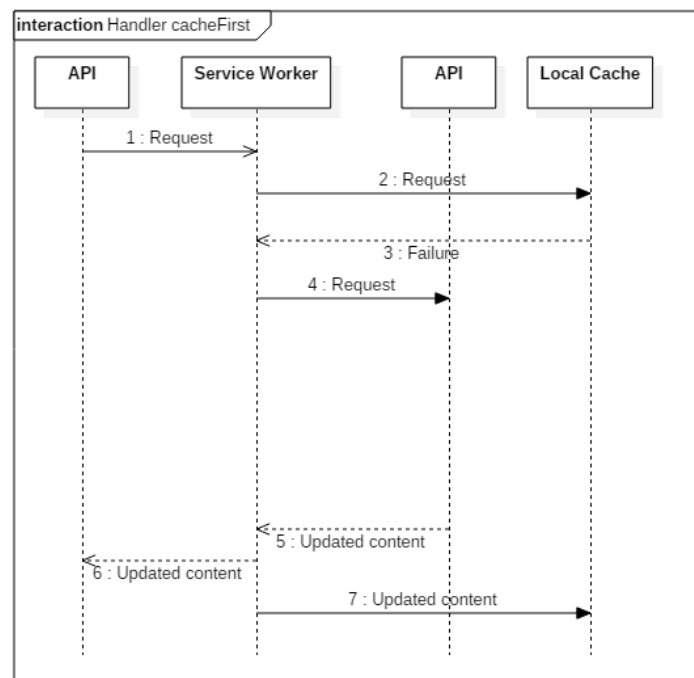 interaction Handler cacheFirst
API
Service Worker
API
Local Cache
1 : Request
2 : Request
3 : Failure
4 : Request
5 : Updated content
6 : Updated content
7 : Updated content